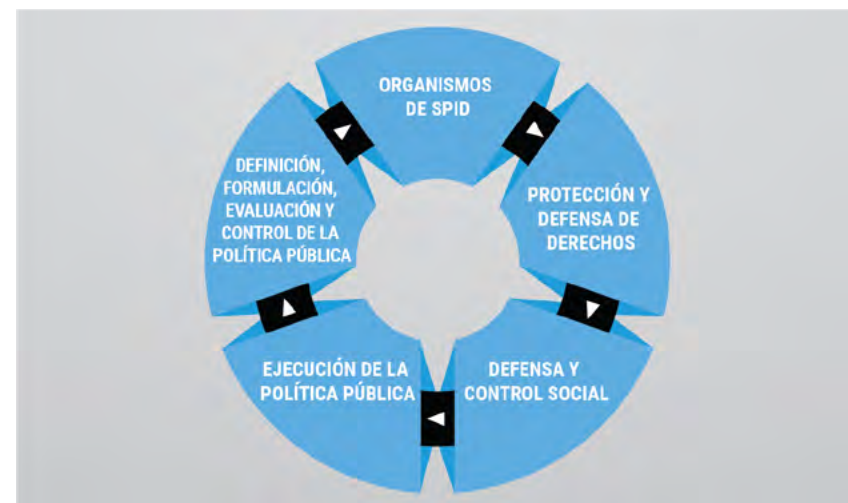 ORGANISMOS
DE SPID
PROTECCIÓN Y
DEFENSA DE
DERECHOS
DEFENSA Y
CONTROL SOCIAL
EJECUCIÓN DE LA
POLÍTICA PÚBLICA
DEFINICIÓN,
FORMULACIÓN,
EVALUACIÓN Y
CONTROL DE LA
POLÍTICA PÚBLICA